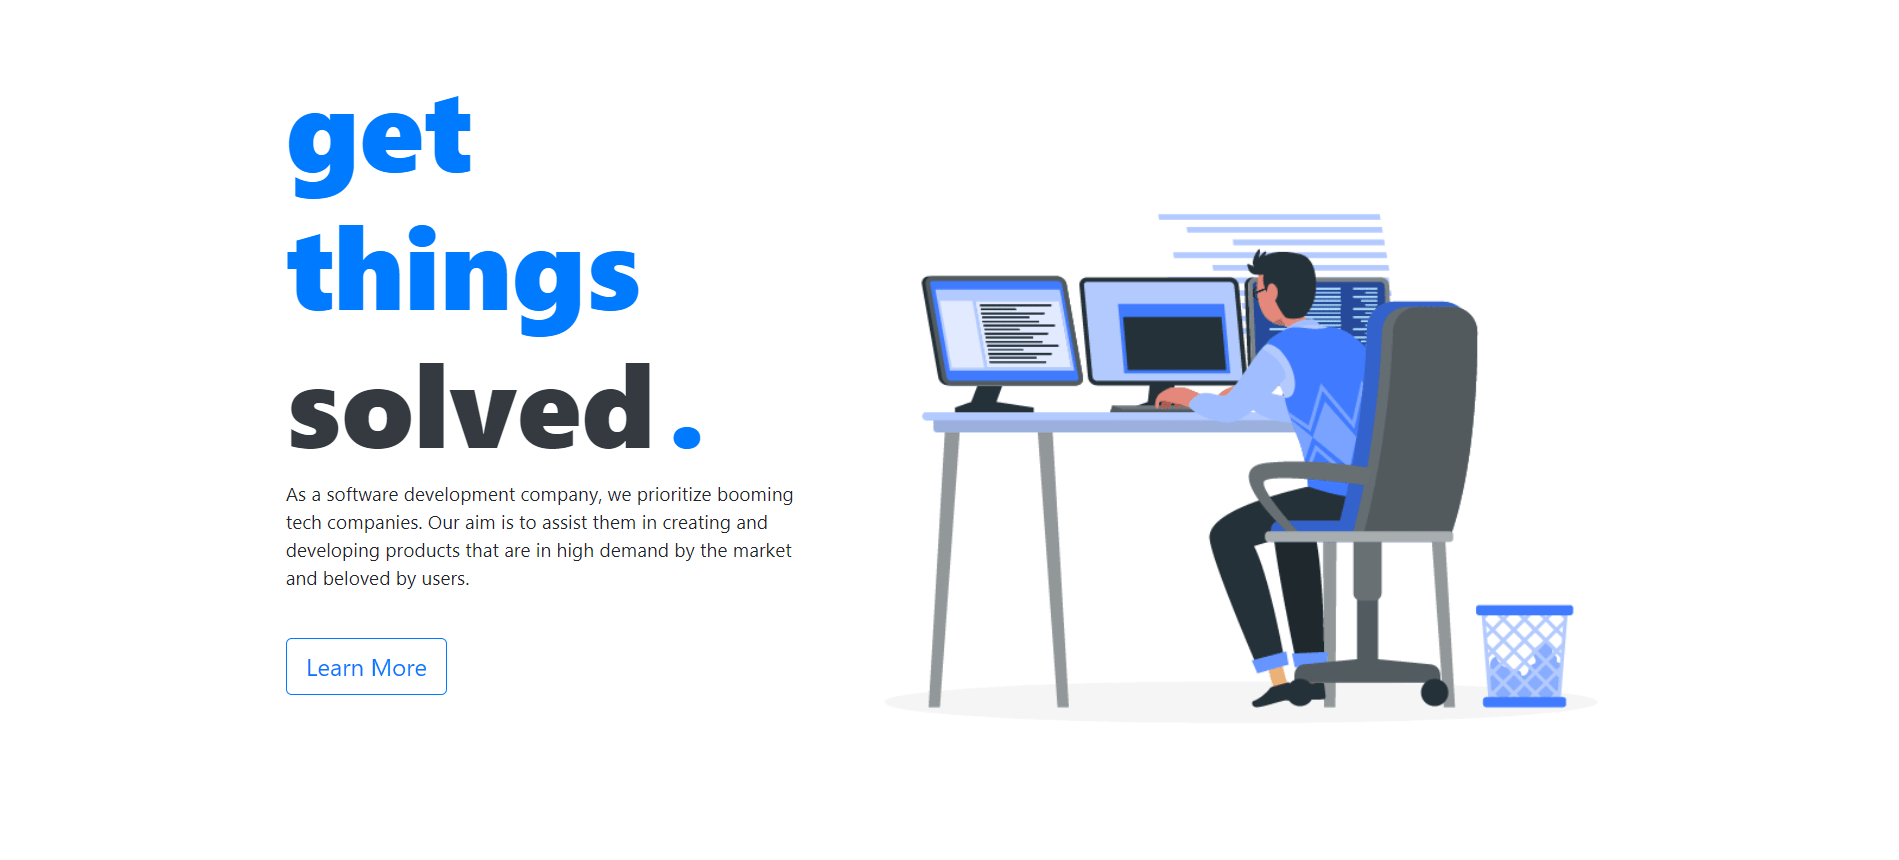 get
things
solved.
As a software development company, we prioritize booming
tech companies. Our aim is to assist them in creating and
developing products that are in high demand by the market
and beloved by users.
Learn More